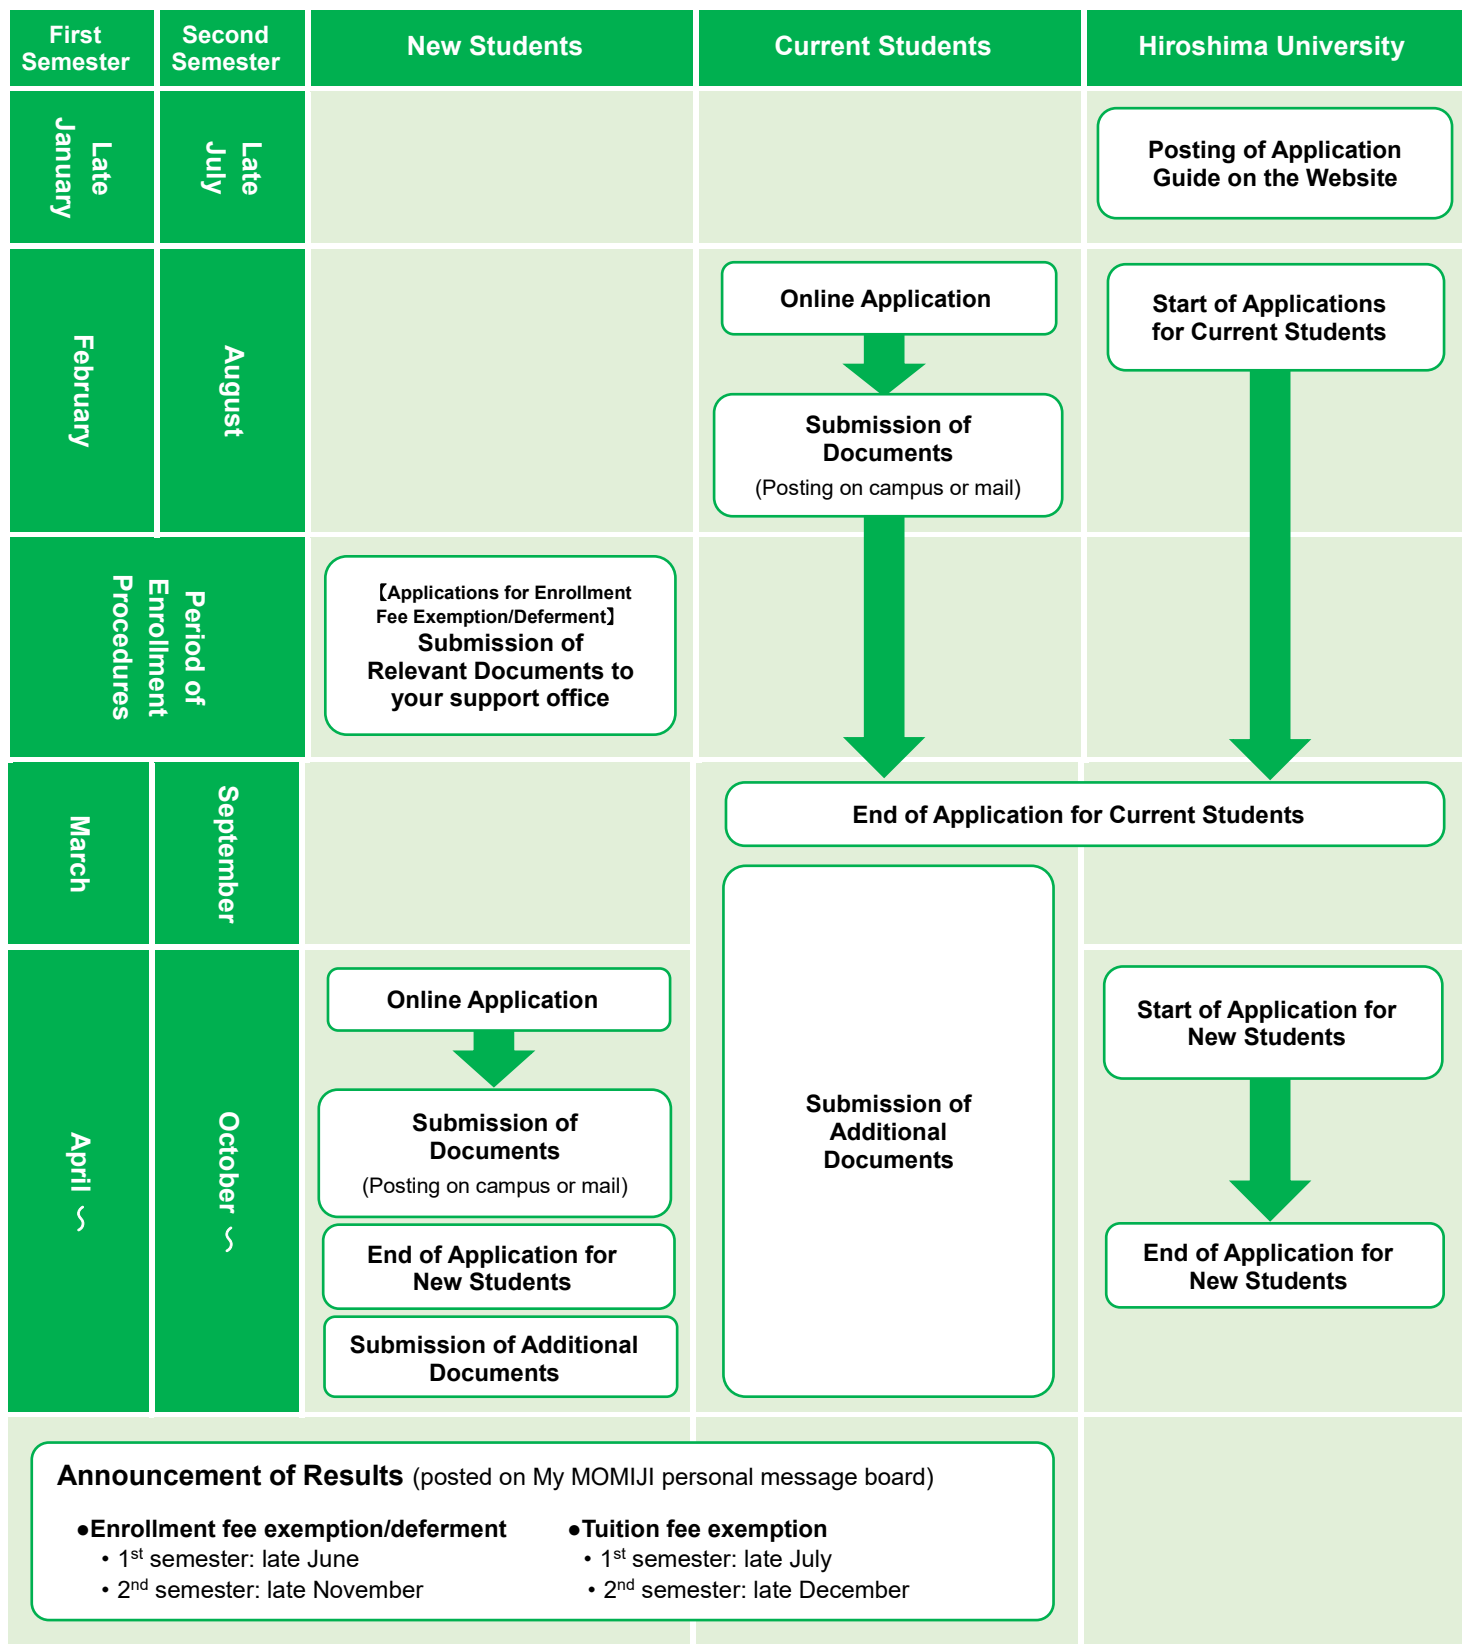 First
Semester
Second
Semester
New Students
Current Students
Hiroshima University
Late
January
Late
July
Posting of Application
Guide on the Website
February
August
Online Application
Submission of
Documents
(Posting on campus or mail)
Start of Applications
for Current Students
Period of
Enrollment
Procedures
【Applications for Enrollment
Fee Exemption/Deferment】
Submission of
Relevant Documents to
your support office
March
September
End of Application for Current Students
April ～
October ～
Online Application
Submission of
Documents
(Posting on campus or mail)
End of Application for
New Students
Submission of Additional
Documents
Submission of
Additional
Documents
Start of Application for
New Students
End of Application for
New Students
Announcement of Results (posted on My MOMIJI personal message board)
●Enrollment fee exemption/deferment
・1st semester: late June
・2nd semester: late November
●Tuition fee exemption
・1st semester: late July
・2nd semester: late December